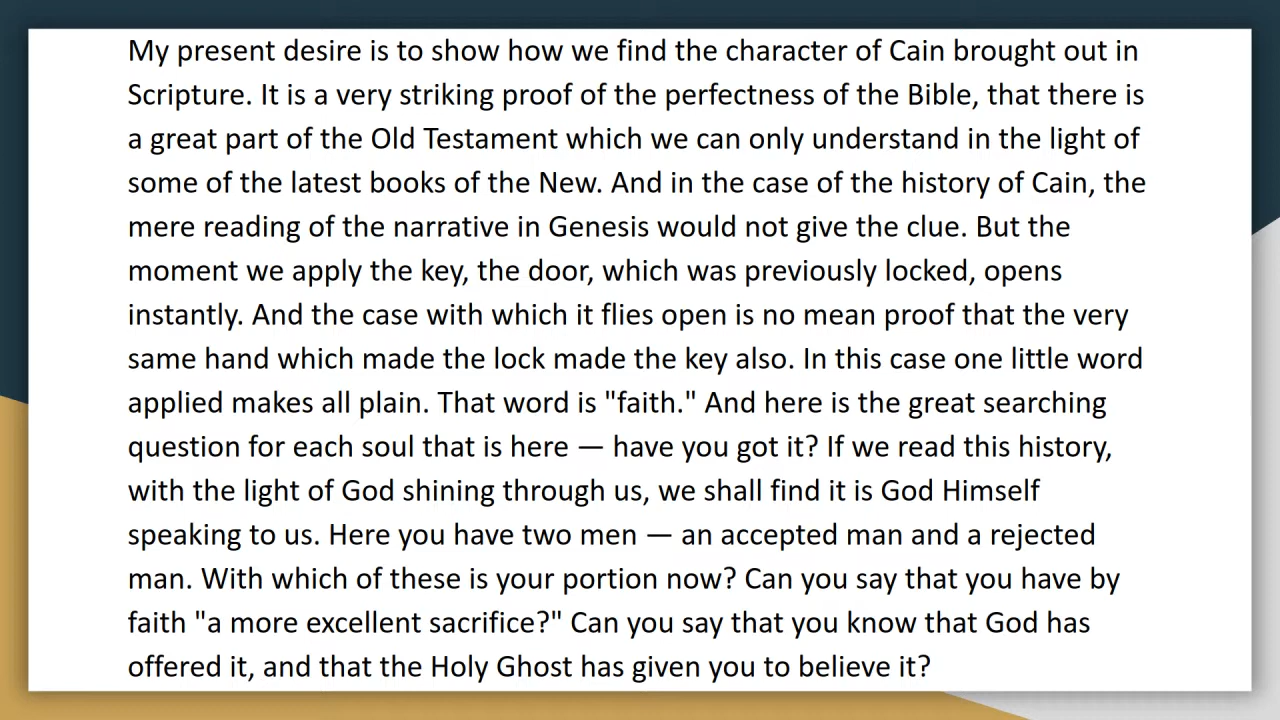 My present desire is to show how we find the character of Cain brought out in
Scripture. It is a very striking proof of the perfectness of the Bible, that there is
a great part of the Old Testament which we can only understand in the light of
some of the latest books of the New. And in the case of the history of Cain, the
mere reading of the narrative in Genesis would not give the clue. But the
moment we apply the key, the door, which was previously locked, opens
instantly. And the case with which it flies open is no mean proof that the very
same hand which made the lock made the key also. In this case one little word
applied makes all plain. That word is "faith." And here is the great searching
question for each soul that is here — have you got it? If we read this history,
with the light of God shining through us, we shall find it is God Himself
speaking to us. Here you have two men — an accepted man and a rejected
man. With which of these is your portion now? Can you say that you have by
faith "a more excellent sacrifice?" Can you say that you know that God has
offered it, and that the Holy Ghost has given you to believe it?